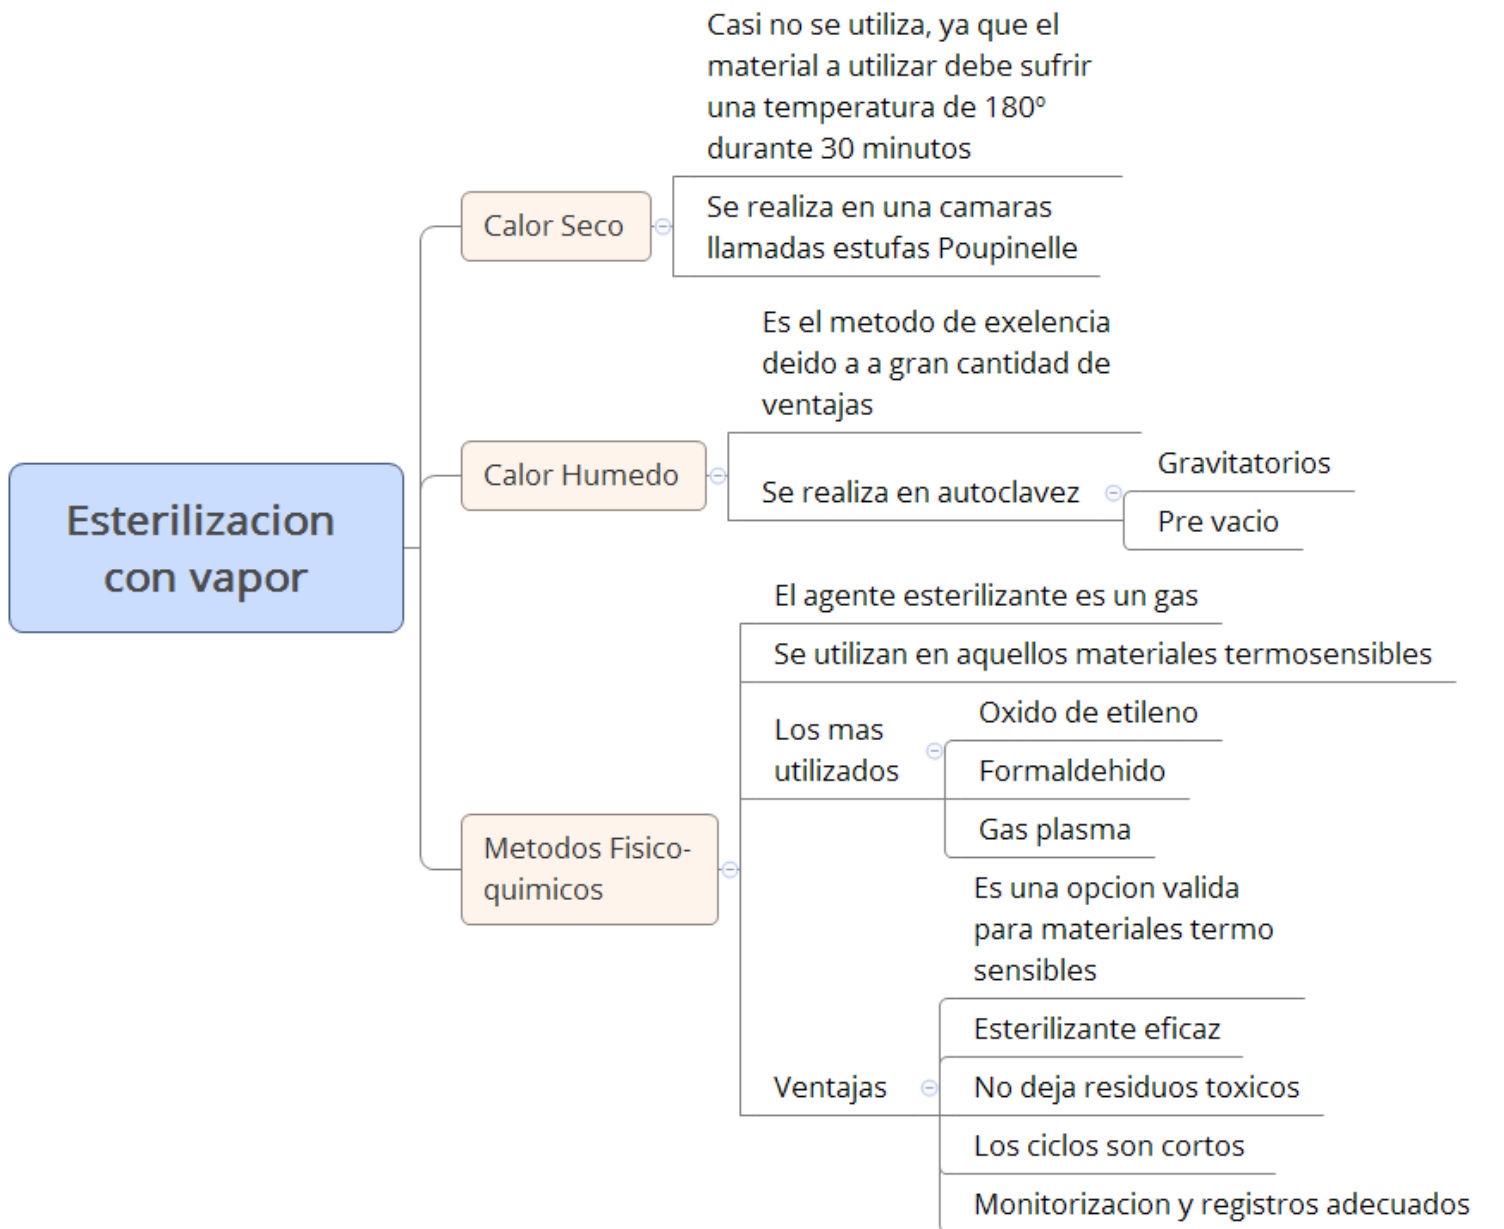 Casi no se utiliza, ya que el
material a utilizar debe sufrir
una temperatura de 180º
durante 30 minutos
Calor Seco
Se realiza en una camaras
llamadas estufas Poupinelle
Es el metodo de exelencia
deido a a gran cantidad de
ventajas
Calor Humedo
Se realiza en autoclavez
Gravitatorios
Pre vacio
Esterilizacion
con vapor
El agente esterilizante es un gas
Se utilizan en aquellos materiales termosensibles
Los mas
utilizados
Oxido de etileno
Formaldehido
Gas plasma
Metodos Fisico-
quimicos
Es una opcion valida
para materiales termo
sensibles
Esterilizante eficaz
Ventajas
No deja residuos toxicos
Los ciclos son cortos
Monitorizacion y registros adecuados